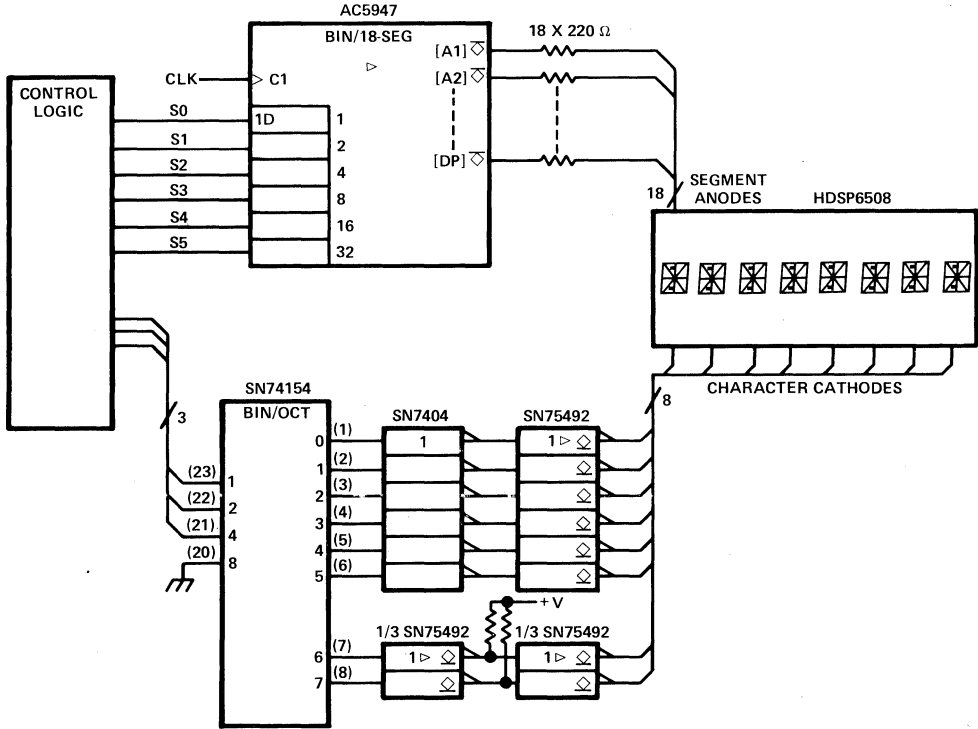 AC5947
BIN/18-SEG
18 X 220 Ω
[A1]
CLK
C1
[A2]
CONTROL
LOGIC
S0
1D
1
S1
2
[DP]
S2
4
S3
8
18
SEGMENT
ANODES
HDSP6508
S4
16
S5
32
CHARACTER CATHODES
8
SN74154
BIN/OCT
SN7404
SN75492
3
0
(1)
1
1
(2)
1
(23)
1
(3)
2
(22)
2
(4)
3
(21)
4
(5)
4
(20)
8
(6)
5
+V
1/3 SN75492
1/3 SN75492
(7)
6
1
1
(8)
7